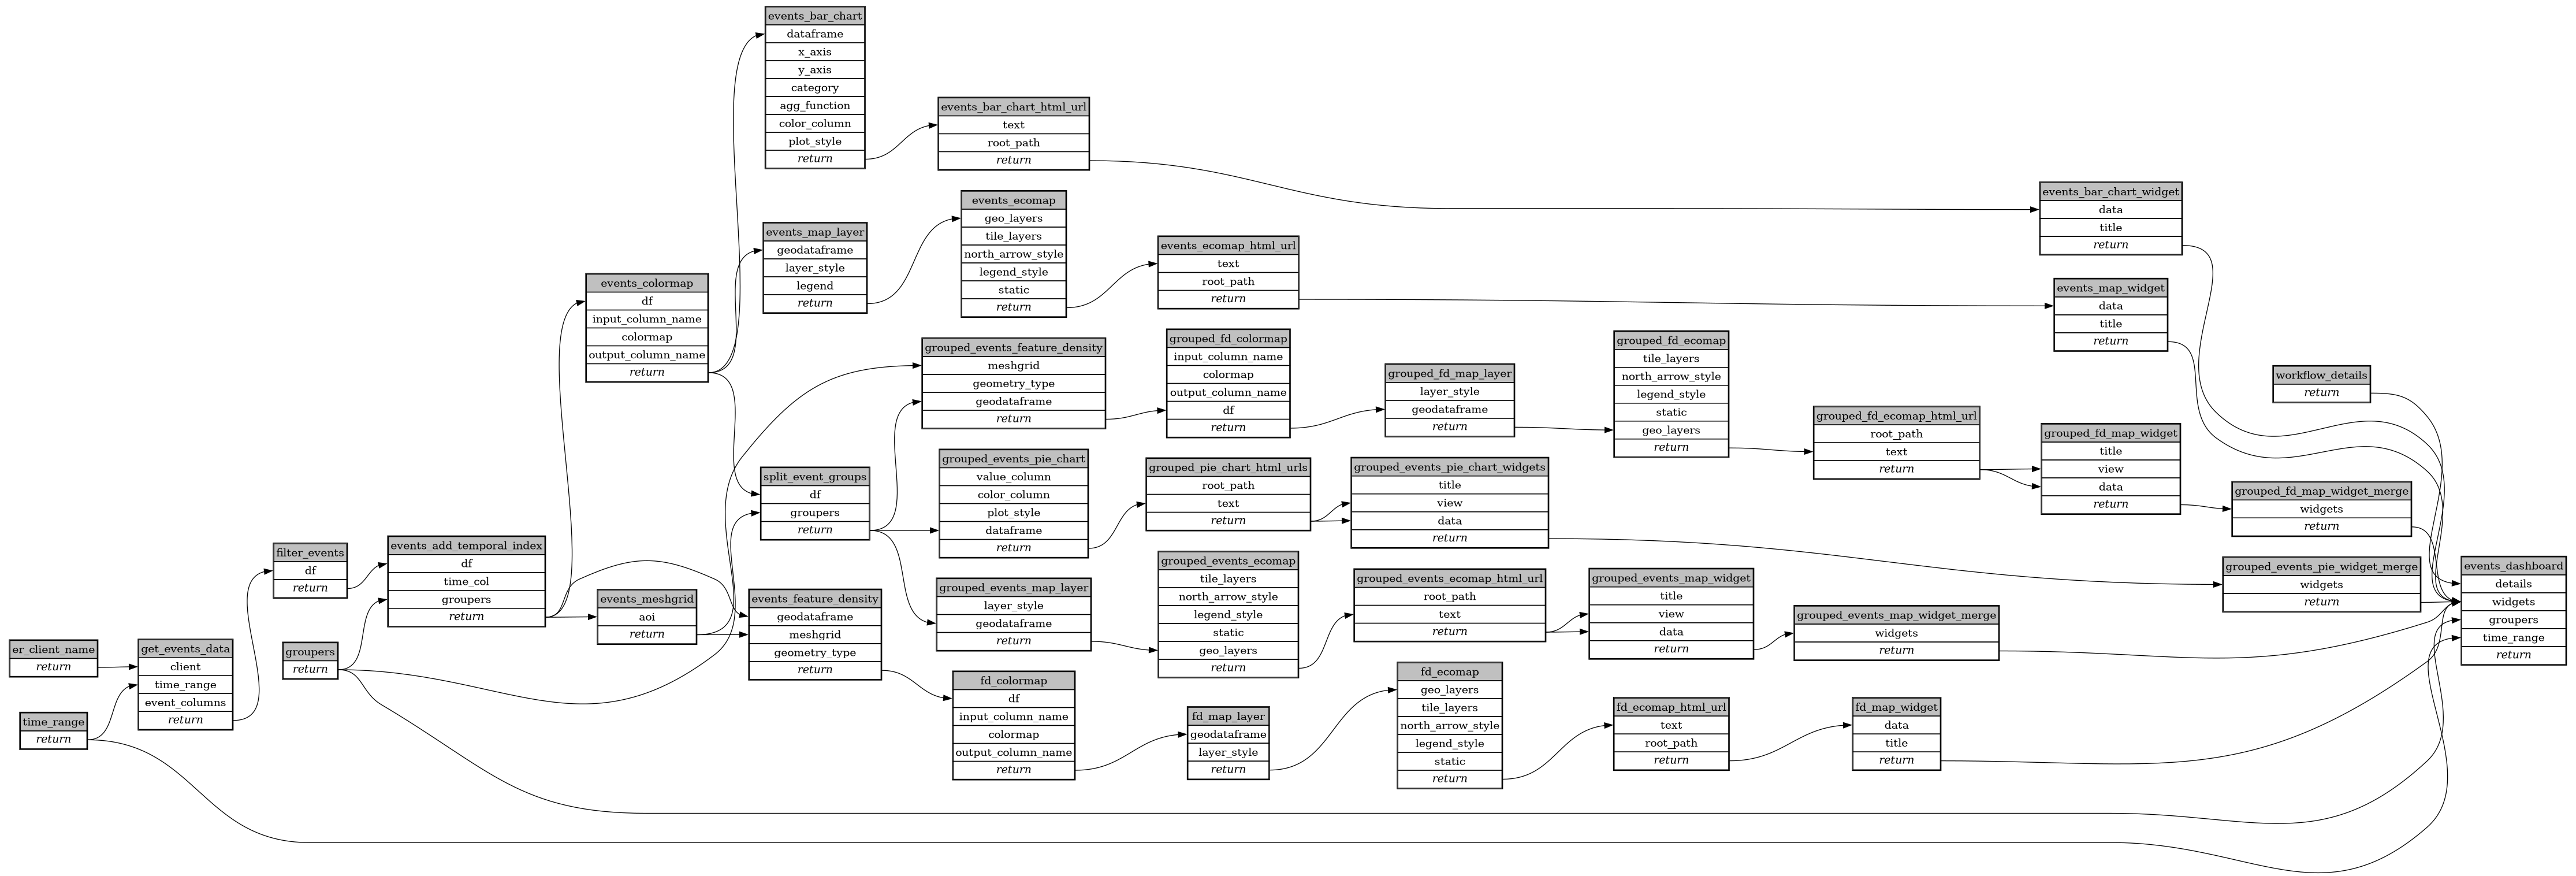 events_bar_chart
dataframe
x_axis
y_axis
category
agg_function
color_column
plot_style
return
events_bar_chart_html_url
text
root_path
return
events_bar_chart_widget
data
title
return
events_ecomap
geo_layers
tile_layers
north_arrow_style
legend_style
static
return
events_map_layer
geodataframe
layer_style
legend
return
events_ecomap_html_url
text
root_path
return
events_map_widget
data
title
return
events_colormap
df
input_column_name
colormap
output_column_name
return
grouped_events_feature_density
meshgrid
geometry_type
geodataframe
return
grouped_fd_colormap
input_column_name
colormap
output_column_name
df
return
grouped_fd_map_layer
layer_style
geodataframe
return
grouped_fd_ecomap
tile_layers
north_arrow_style
legend_style
static
geo_layers
return
grouped_fd_ecomap_html_url
root_path
text
return
grouped_fd_map_widget
title
view
data
return
workflow_details
return
grouped_fd_map_widget_merge
widgets
return
split_event_groups
df
groupers
return
grouped_events_pie_chart
value_column
color_column
plot_style
dataframe
return
grouped_pie_chart_html_urls
root_path
text
return
grouped_events_pie_chart_widgets
title
view
data
return
grouped_events_pie_widget_merge
widgets
return
events_dashboard
details
widgets
groupers
time_range
return
filter_events
df
return
events_add_temporal_index
df
time_col
groupers
return
events_meshgrid
aoi
return
events_feature_density
geodataframe
meshgrid
geometry_type
return
grouped_events_map_layer
layer_style
geodataframe
return
grouped_events_ecomap
tile_layers
north_arrow_style
legend_style
static
geo_layers
return
grouped_events_ecomap_html_url
root_path
text
return
grouped_events_map_widget
title
view
data
return
grouped_events_map_widget_merge
widgets
return
er_client_name
return
get_events_data
client
time_range
event_columns
return
groupers
return
time_range
return
fd_colormap
df
input_column_name
colormap
output_column_name
return
fd_map_layer
geodataframe
layer_style
return
fd_ecomap
geo_layers
tile_layers
north_arrow_style
legend_style
static
return
fd_ecomap_html_url
text
root_path
return
fd_map_widget
data
title
return